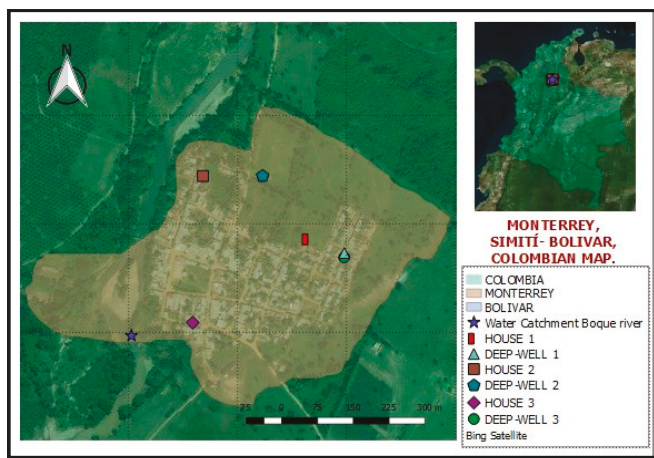 N
25 0 75 150 225 300 m
MONTERREY,
SIMITÍ- BOLIVAR,
COLOMBIAN MAP.
COLOMBIA
MONTERREY
BOLIVAR
Water Catchment Boque river
HOUSE 1
DEEP-WELL 1
HOUSE 2
DEEP-WELL 2
HOUSE 3
DEEP-WELL 3
Bing Satellite